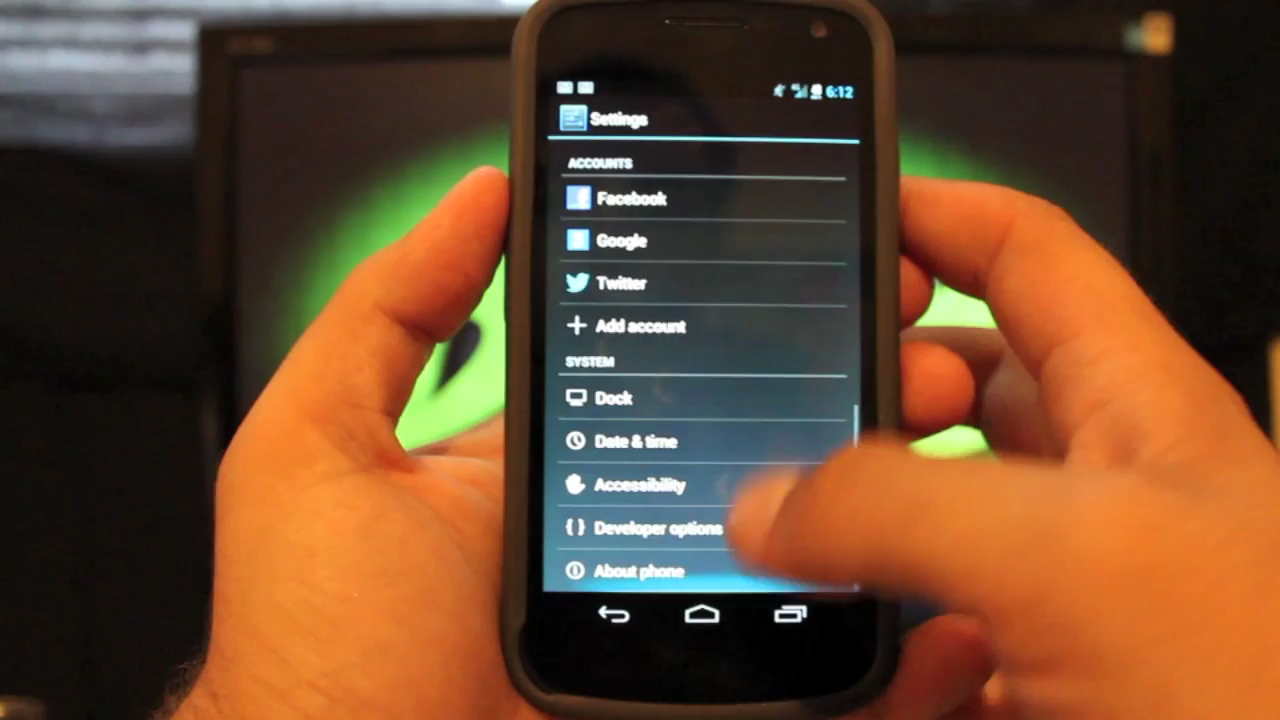 6:12
Settings
ACCOUNTS
Facebook
Google
Twitter
Add account
SYSTEM
Dock
Date & time
Accessibility
Developer options
About phone